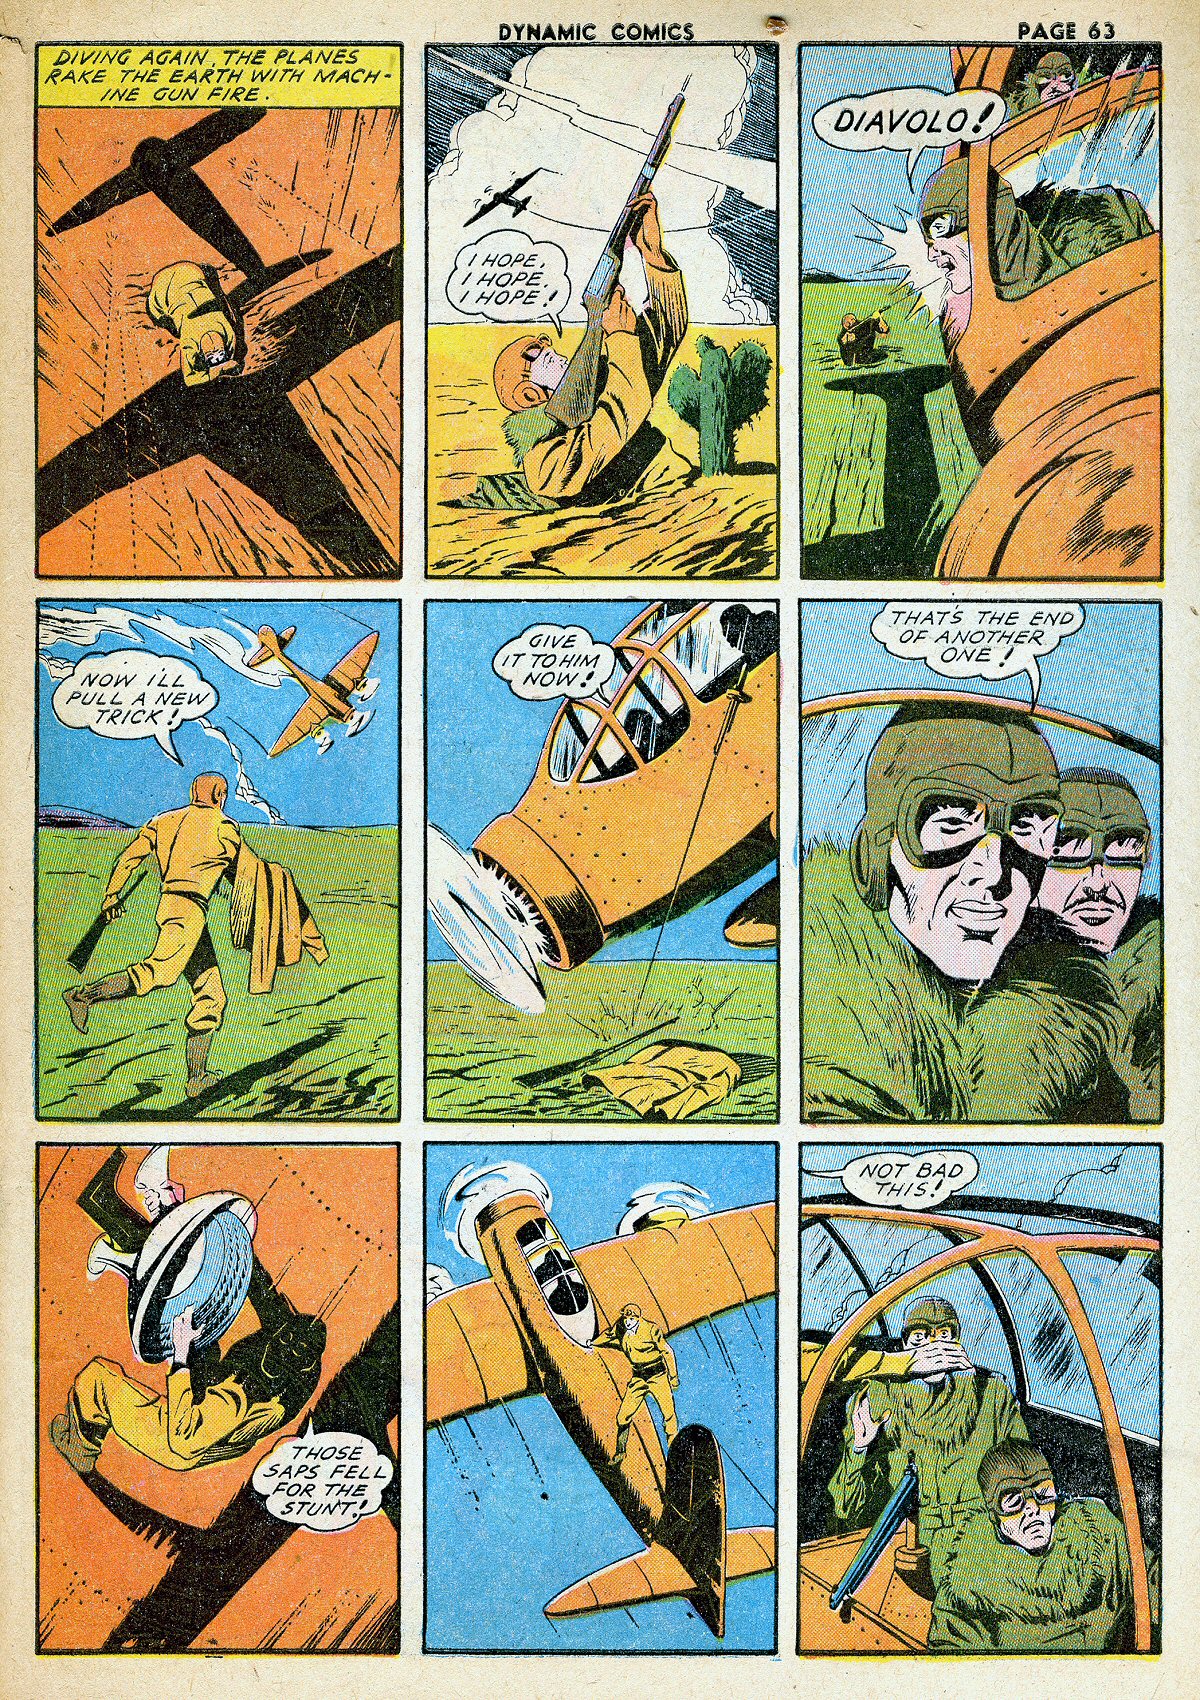 DYNAMIC COMICS
PAGE 63
DIVING AGAIN, THE PLANES
RAKE THE EARTH WITH MACH-
INE GUN FIRE.
I HOPE,
I HOPE,
I HOPE!
DIAVOLO!
NOW I'LL
PULL A NEW
TRICK!
GIVE
IT TO HIM
NOW!
THAT'S THE END
OF ANOTHER
ONE!
THOSE
SAPS FELL
FOR THE
STUNT!
NOT BAD
THIS!